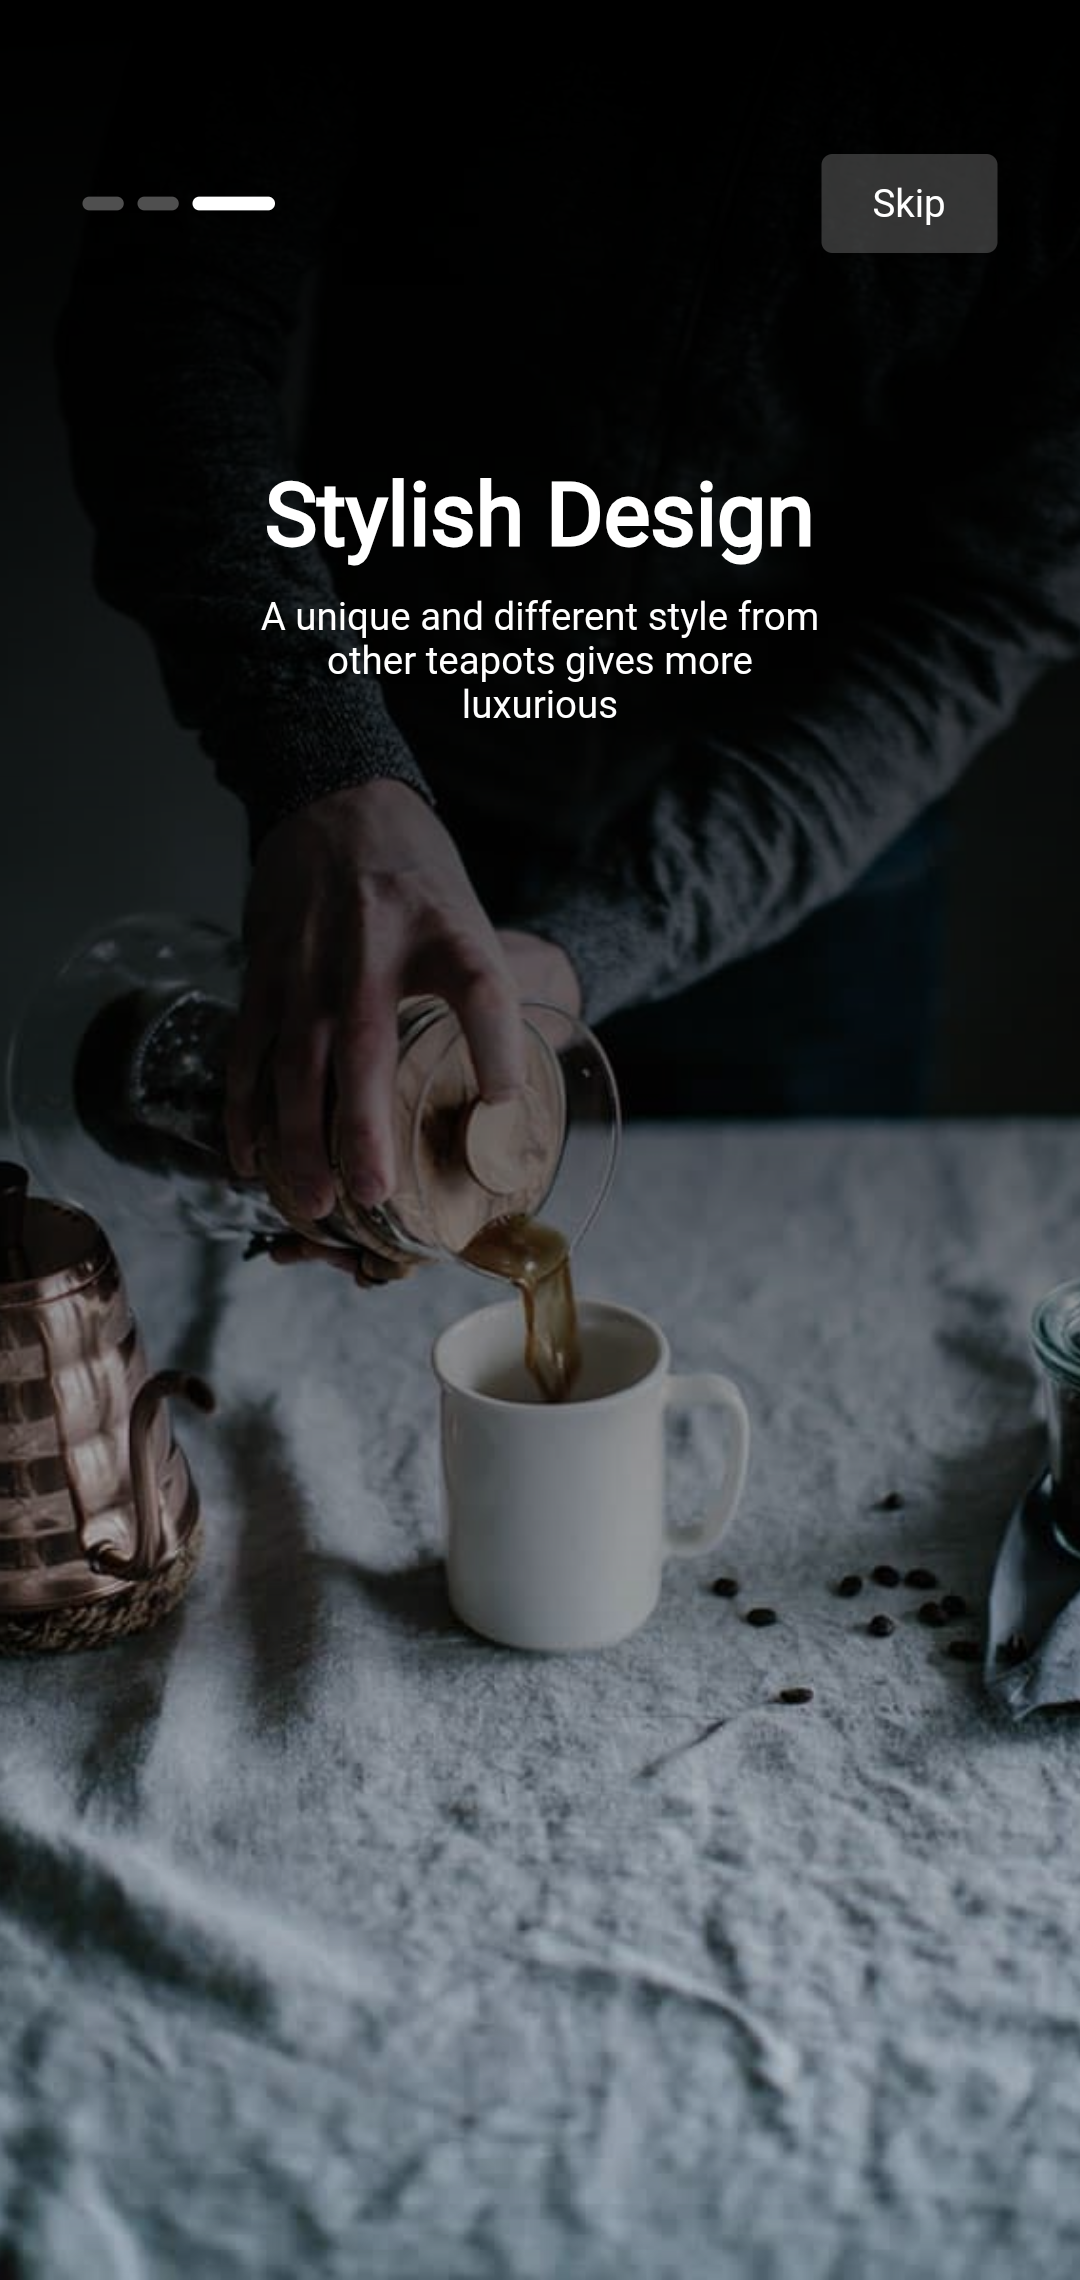 Skip
Stylish Design
A unique and different style from
other teapots gives more
luxurious